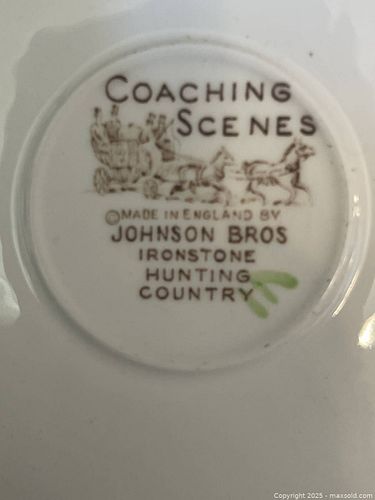 COACHING
SCENES
©MADE IN ENGLAND BY
JOHNSON BROS
IRONSTONE
HUNTING
COUNTRY
Copyright 2025 - maxsold.com